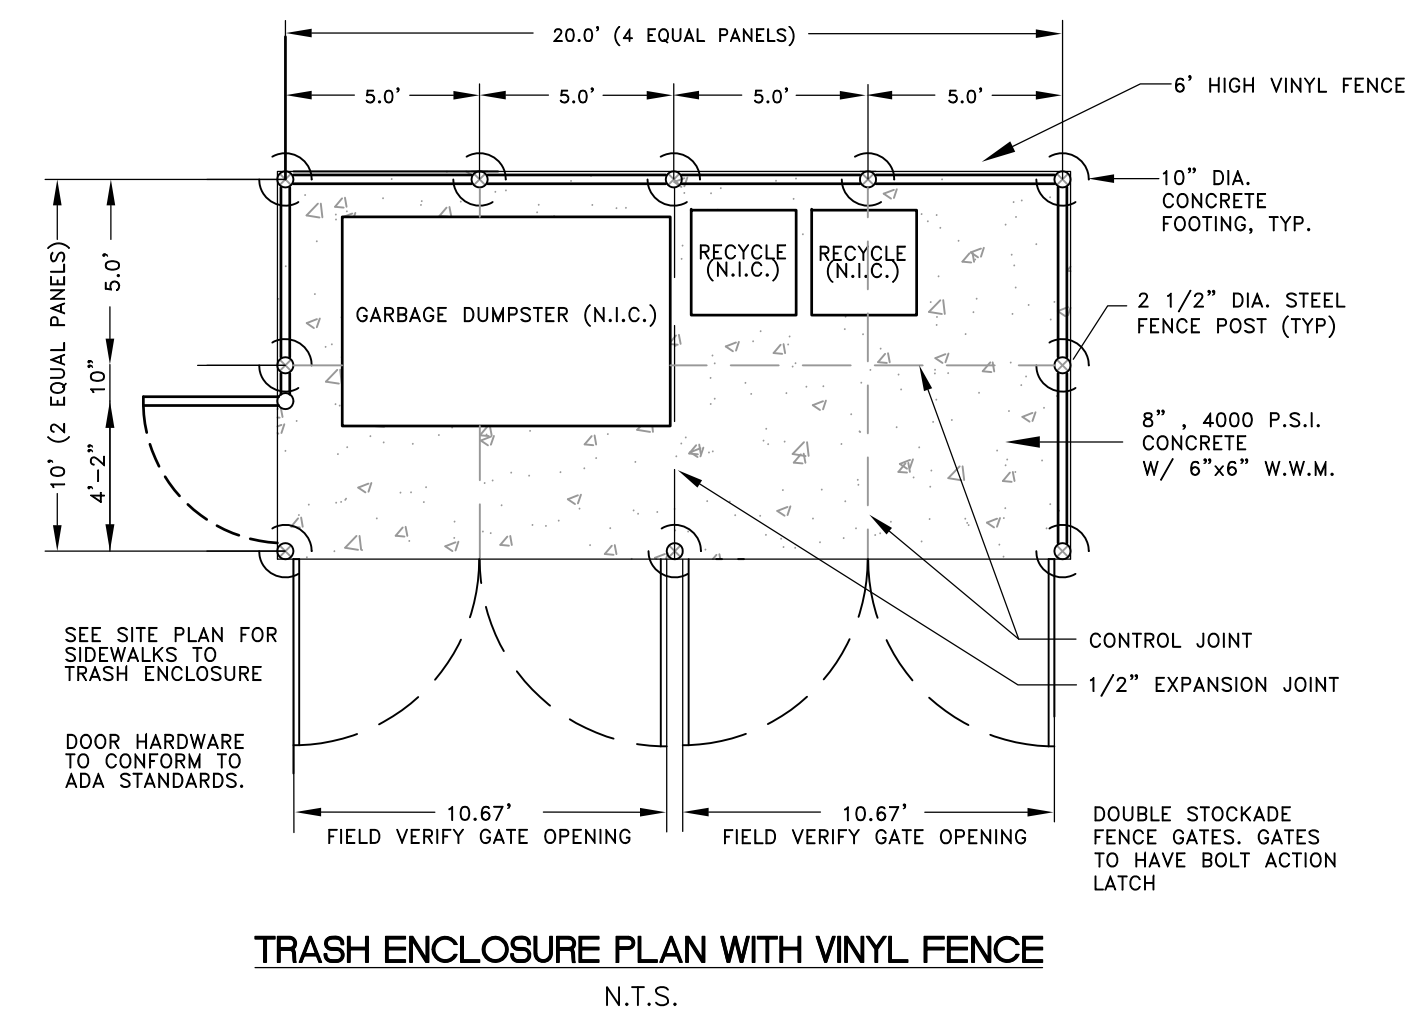 20.0' (4 EQUAL PANELS)
5.0'
5.0'
5.0'
5.0'
6' HIGH VINYL FENCE
10" DIA.
CONCRETE
FOOTING, TYP.
10' (2 EQUAL PANELS)
5.0'
10"
4'-2"
RECYCLE
(N.I.C.)
RECYCLE
(N.I.C.)
GARBAGE DUMPSTER (N.I.C.)
2 1/2" DIA. STEEL
FENCE POST (TYP)
8" , 4000 P.S.I.
CONCRETE
W/ 6"x6" W.W.M.
SEE SITE PLAN FOR
SIDEWALKS TO
TRASH ENCLOSURE
CONTROL JOINT
1/2" EXPANSION JOINT
DOOR HARDWARE
TO CONFORM TO
ADA STANDARDS.
10.67'
FIELD VERIFY GATE OPENING
10.67'
FIELD VERIFY GATE OPENING
DOUBLE STOCKADE
FENCE GATES. GATES
TO HAVE BOLT ACTION
LATCH
TRASH ENCLOSURE PLAN WITH VINYL FENCE
N.T.S.